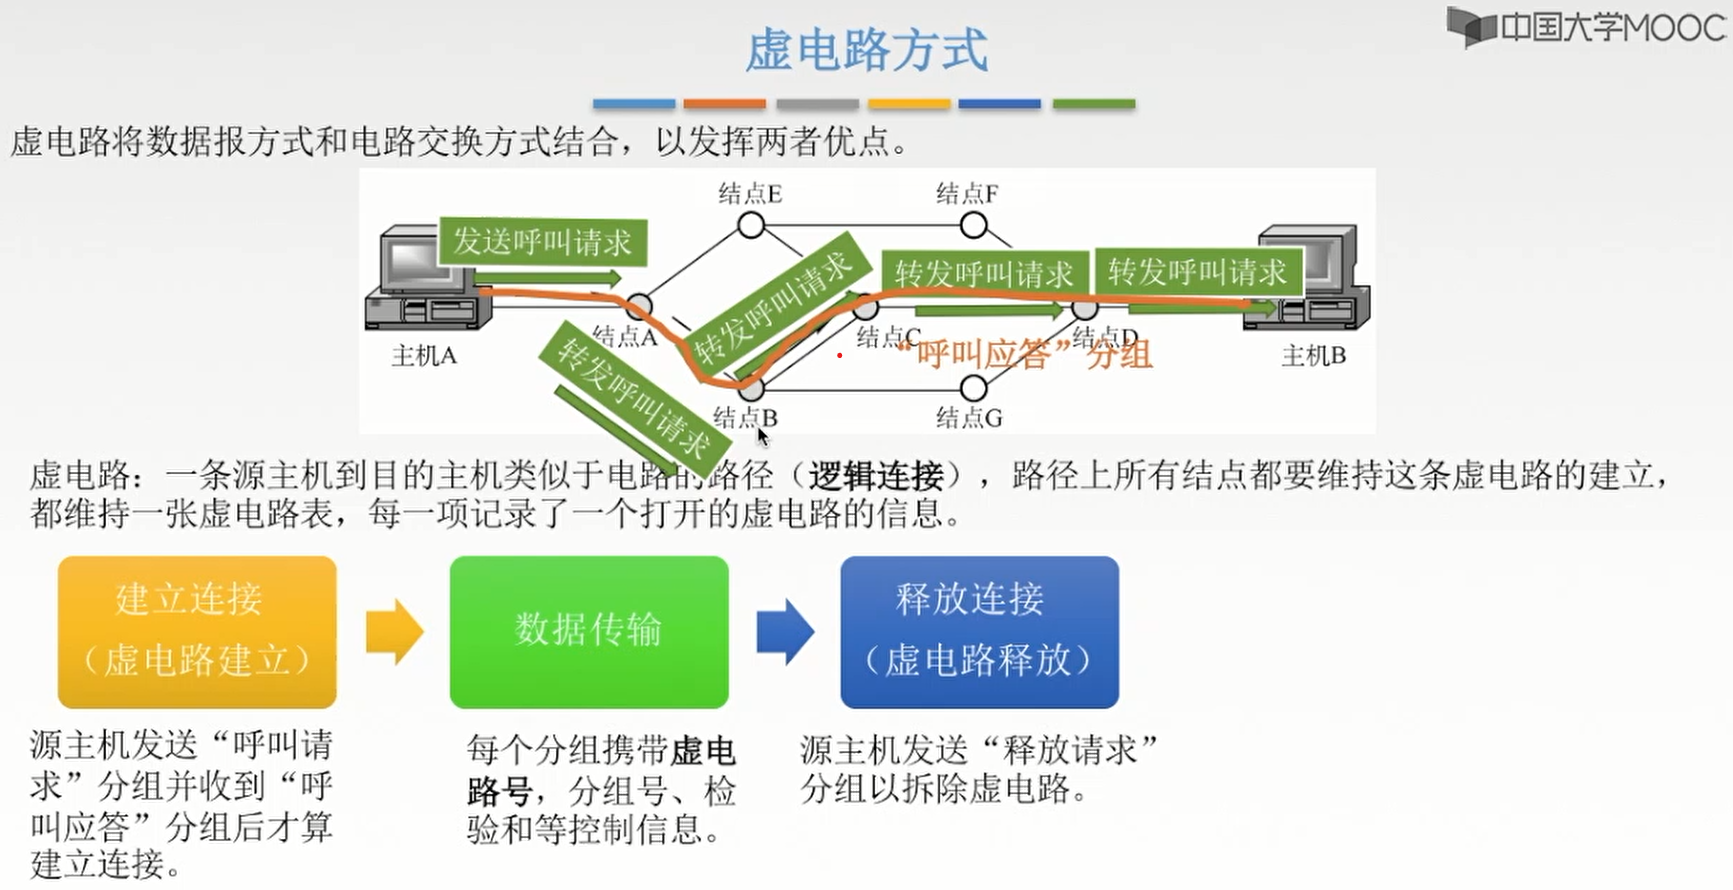 中国大学MOOC
虚电路方式
虚电路将数据报方式和电路交换方式结合，以发挥两者优点。
结点E
结点F
发送呼叫请求
转发呼叫请求
转发呼叫请求
转发呼叫请求
结点A
结点C
结点D
“呼叫应答”分组
主机A
主机B
转发呼叫请求
结点B
结点G
虚电路：一条源主机到目的主机类似于电路的路径（逻辑连接），路径上所有结点都要维持这条虚电路的建立，
都维持一张虚电路表，每一项记录了一个打开的虚电路的信息。
建立连接
（虚电路建立）
数据传输
释放连接
（虚电路释放）
源主机发送“呼叫请
求”分组并收到“呼
叫应答”分组后才算
建立连接。
每个分组携带虚电
路号，分组号、检
验和等控制信息。
源主机发送“释放请求”
分组以拆除虚电路。